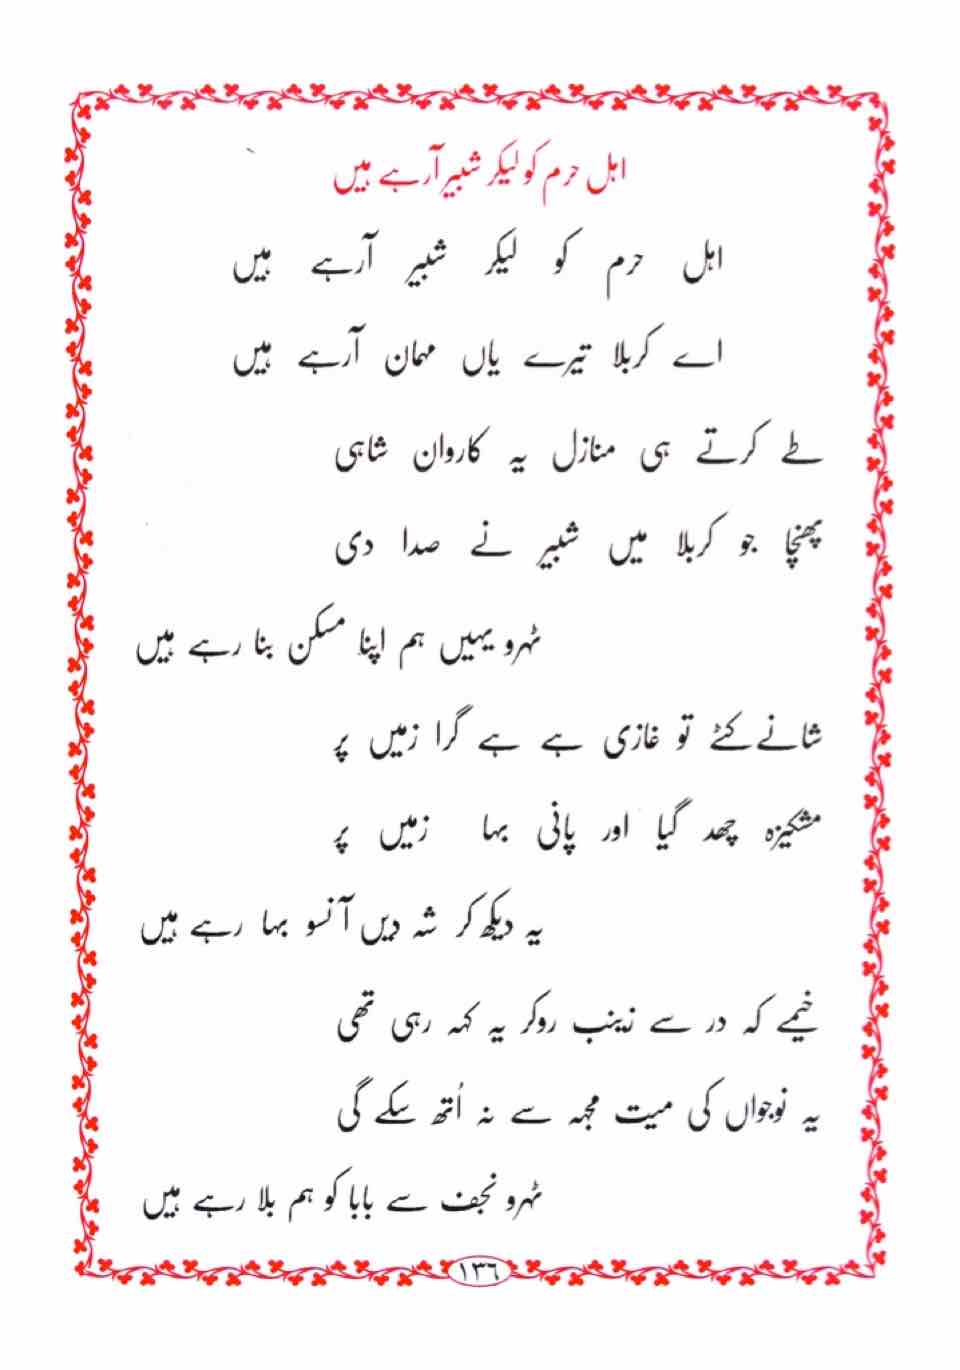 اہل حرم کو لیکر شبیر آرہے ہیں
اہل حرم کو لیکر شبیر آرہے ہیں
اے کربلا تیرے یاں مہمان آرہے ہیں
طے کرتے ہی منازل یہ کاروان شاہی
پھنچا جو کربلا میں شبیر نے صدا دی
ٹہرو یہیں ہم اپنا مسکن بنا رہے ہیں
شانے کٹے تو غازی ہے ہے گرا زمیں پر
مشکیزہ چھد گیا اور پانی بہا زمیں پر
یہ دیکھ کر شہ دیں آنسو بہا رہے ہیں
خیمے کہ در سے زینب روکر یہ کہہ رہی تھی
یہ نوجواں کی میت مجہہ سے نہ اُتھ سکے گی
ٹہرو نجف سے بابا کو ہم بلا رہے ہیں
١٣٦